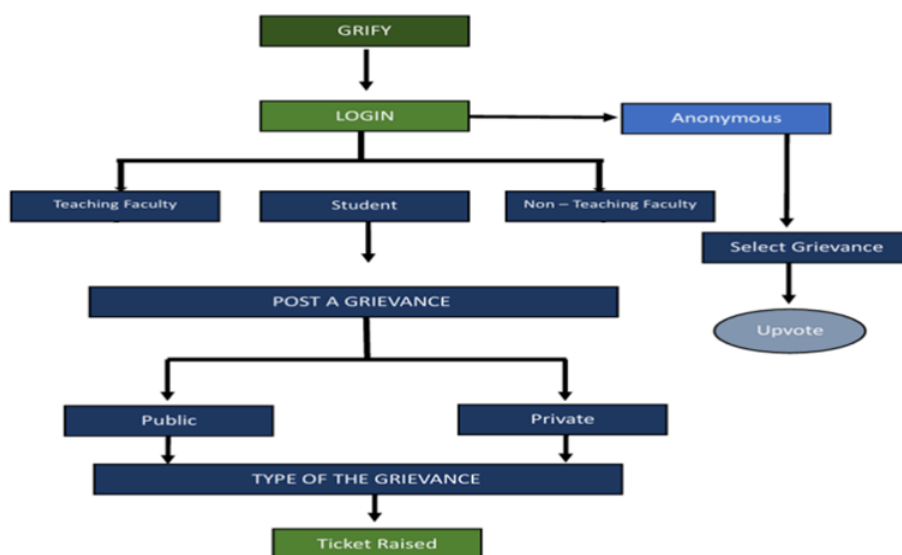 GRIFY
LOGIN
Anonymous
Teaching Faculty
Student
Non – Teaching Faculty
Select Grievance
POST A GRIEVANCE
Upvote
Public
Private
TYPE OF THE GRIEVANCE
Ticket Raised